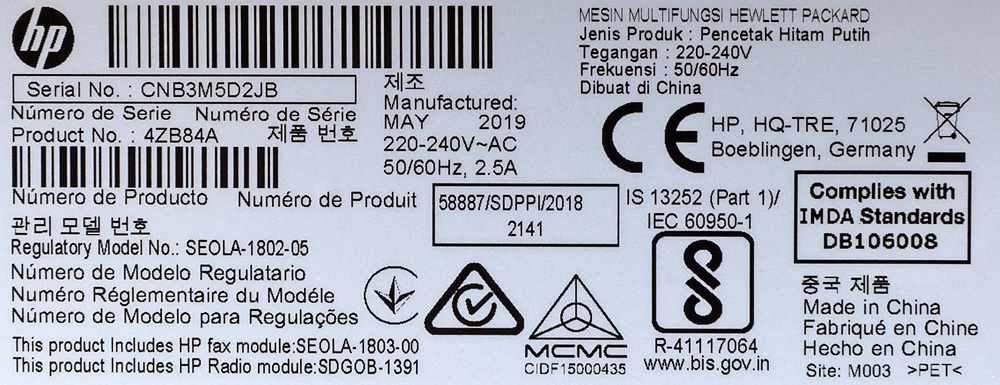 hp
Serial No. : CNB3M5D2JB
Número de Serie Numéro de Série
Product No. : 4ZB84A 제품 번호
Número de Producto Numéro de Produit
관리 모델 번호
Regulatory Model No.: SEOLA-1802-05
Número de Modelo Regulatario
Numéro Réglementaire du Modéle
Número de Modelo para Regulações
This product Includes HP fax module:SEOLA-1803-00
This product Includes HP Radio module:SDGOB-1391
제조
Manufactured:
MAY 2019
220-240V~AC
50/60Hz, 2.5A
58887/SDPPI/2018
2141
MCMC
CIDF15000435
MESIN MULTIFUNGSI HEWLETT PACKARD
Jenis Produk : Pencetak Hitam Putih
Tegangan : 220-240V
Frekuensi : 50/60Hz
Dibuat di China
CE
HP, HQ-TRE, 71025
Boeblingen, Germany
IS 13252 (Part 1)/
IEC 60950-1
R-41117064
www.bis.gov.in
Complies with
IMDA Standards
DB106008
중국 제품
Made in China
Fabriqué en Chine
Hecho en China
Site: M003 >PET<